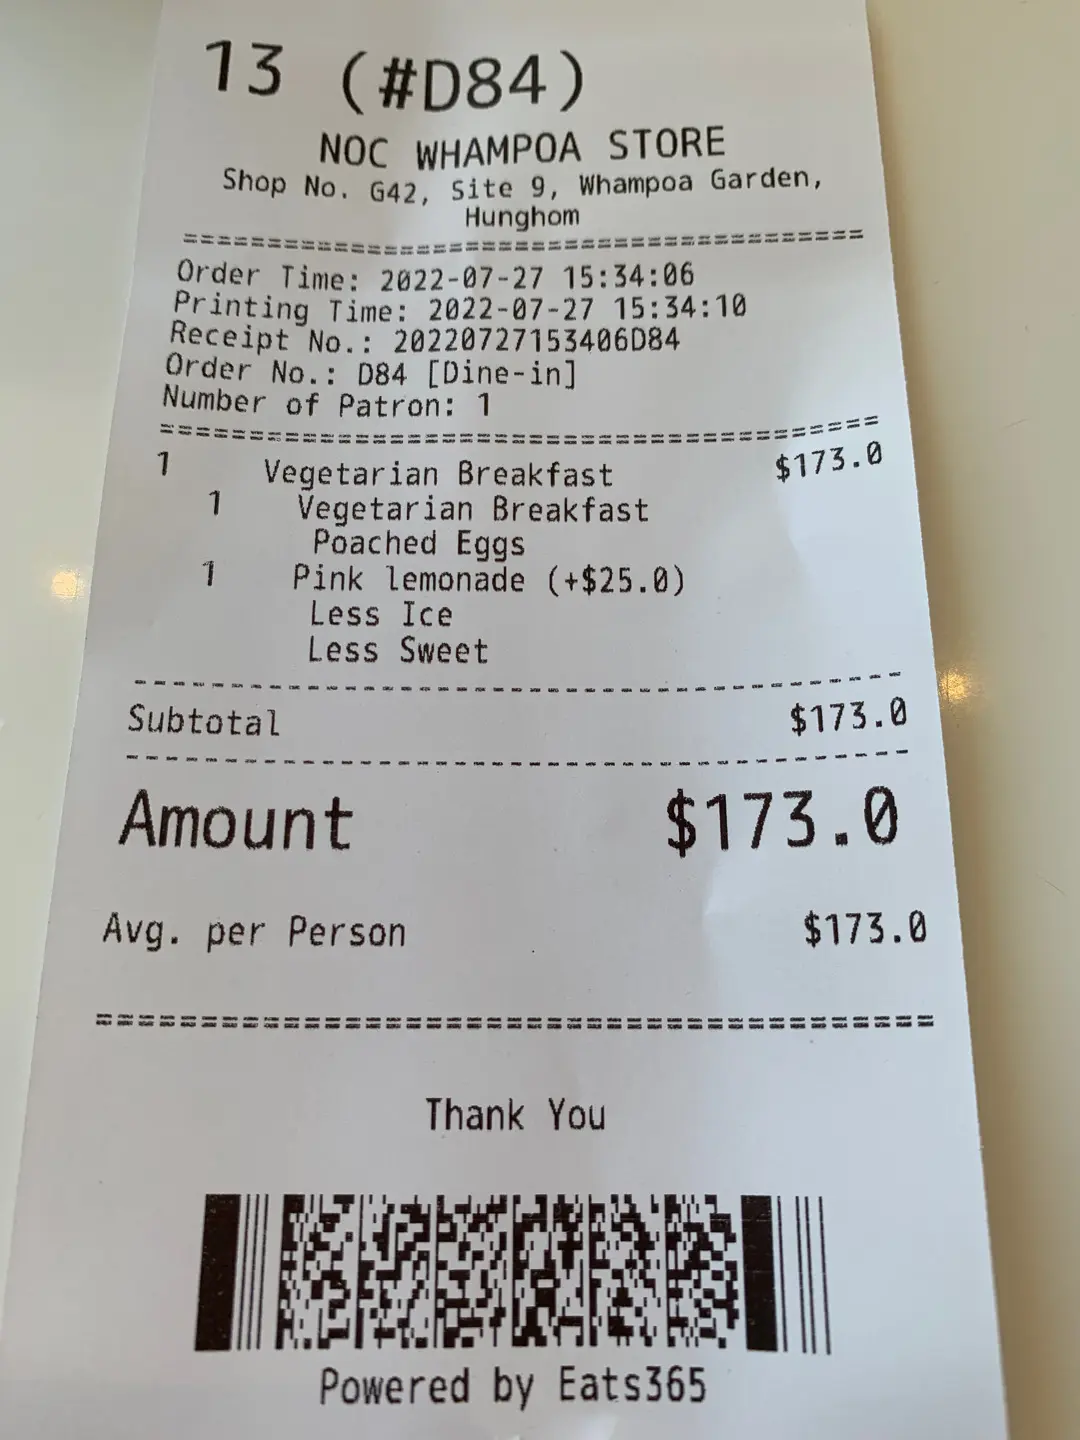 13 (#D84)
NOC WHAMPOA STORE
Shop No. G42, Site 9, Whampoa Garden,
Hunghom
========================================
Order Time: 2022-07-27 15:34:06
Printing Time: 2022-07-27 15:34:10
Receipt No.: 20220727153406D84
Order No.: D84 [Dine-in]
Number of Patron: 1
========================================
1 Vegetarian Breakfast $173.0
1 Vegetarian Breakfast
Poached Eggs
1 Pink lemonade (+$25.0)
Less Ice
Less Sweet
----------------------------------------
Subtotal $173.0
----------------------------------------
Amount $173.0
Avg. per Person $173.0
========================================
Thank You
Powered by Eats365